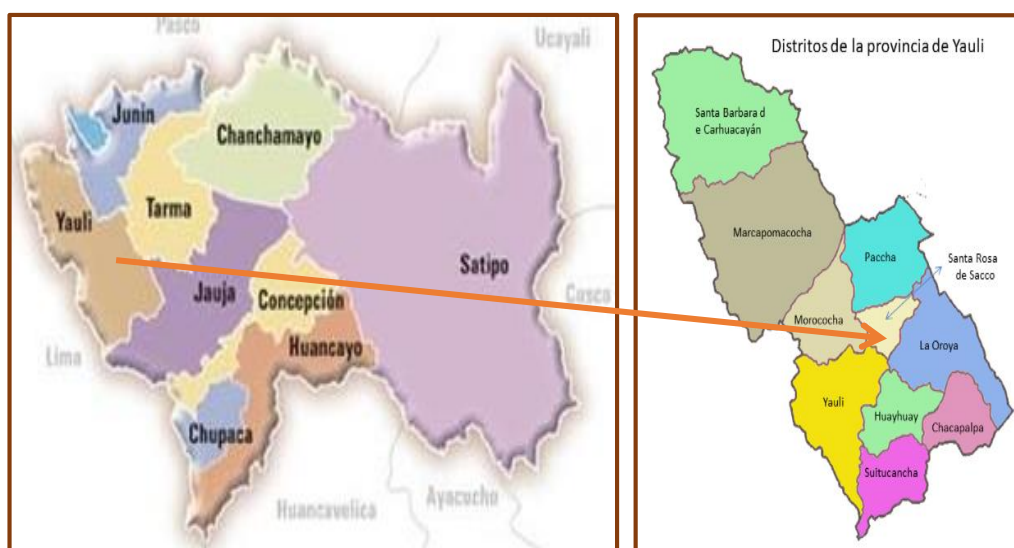 Pasco
Ucayali
Junin
Chanchamayo
Tarma
Yauli
Satipo
Jauja
Concepción
Cusco
Huancayo
Lima
Chupaca
Ayacucho
Huancavelica
Distritos de la provincia de Yauli
Santa Barbara d
e Carhuacayán
Marcapomacocha
Paccha
Santa Rosa
de Sacco
Morococha
La Oroya
Yauli
Huayhuay
Chacapalpa
Suitucancha